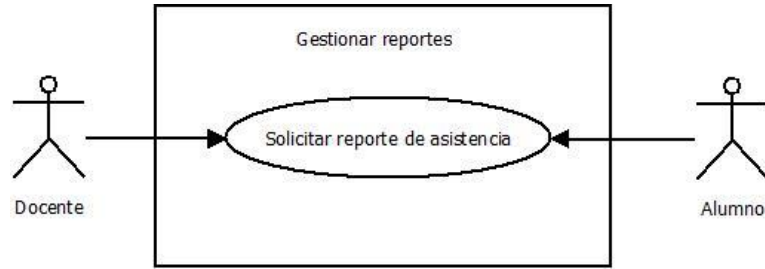 Gestionar reportes
Solicitar reporte de asistencia
Docente
Alumno